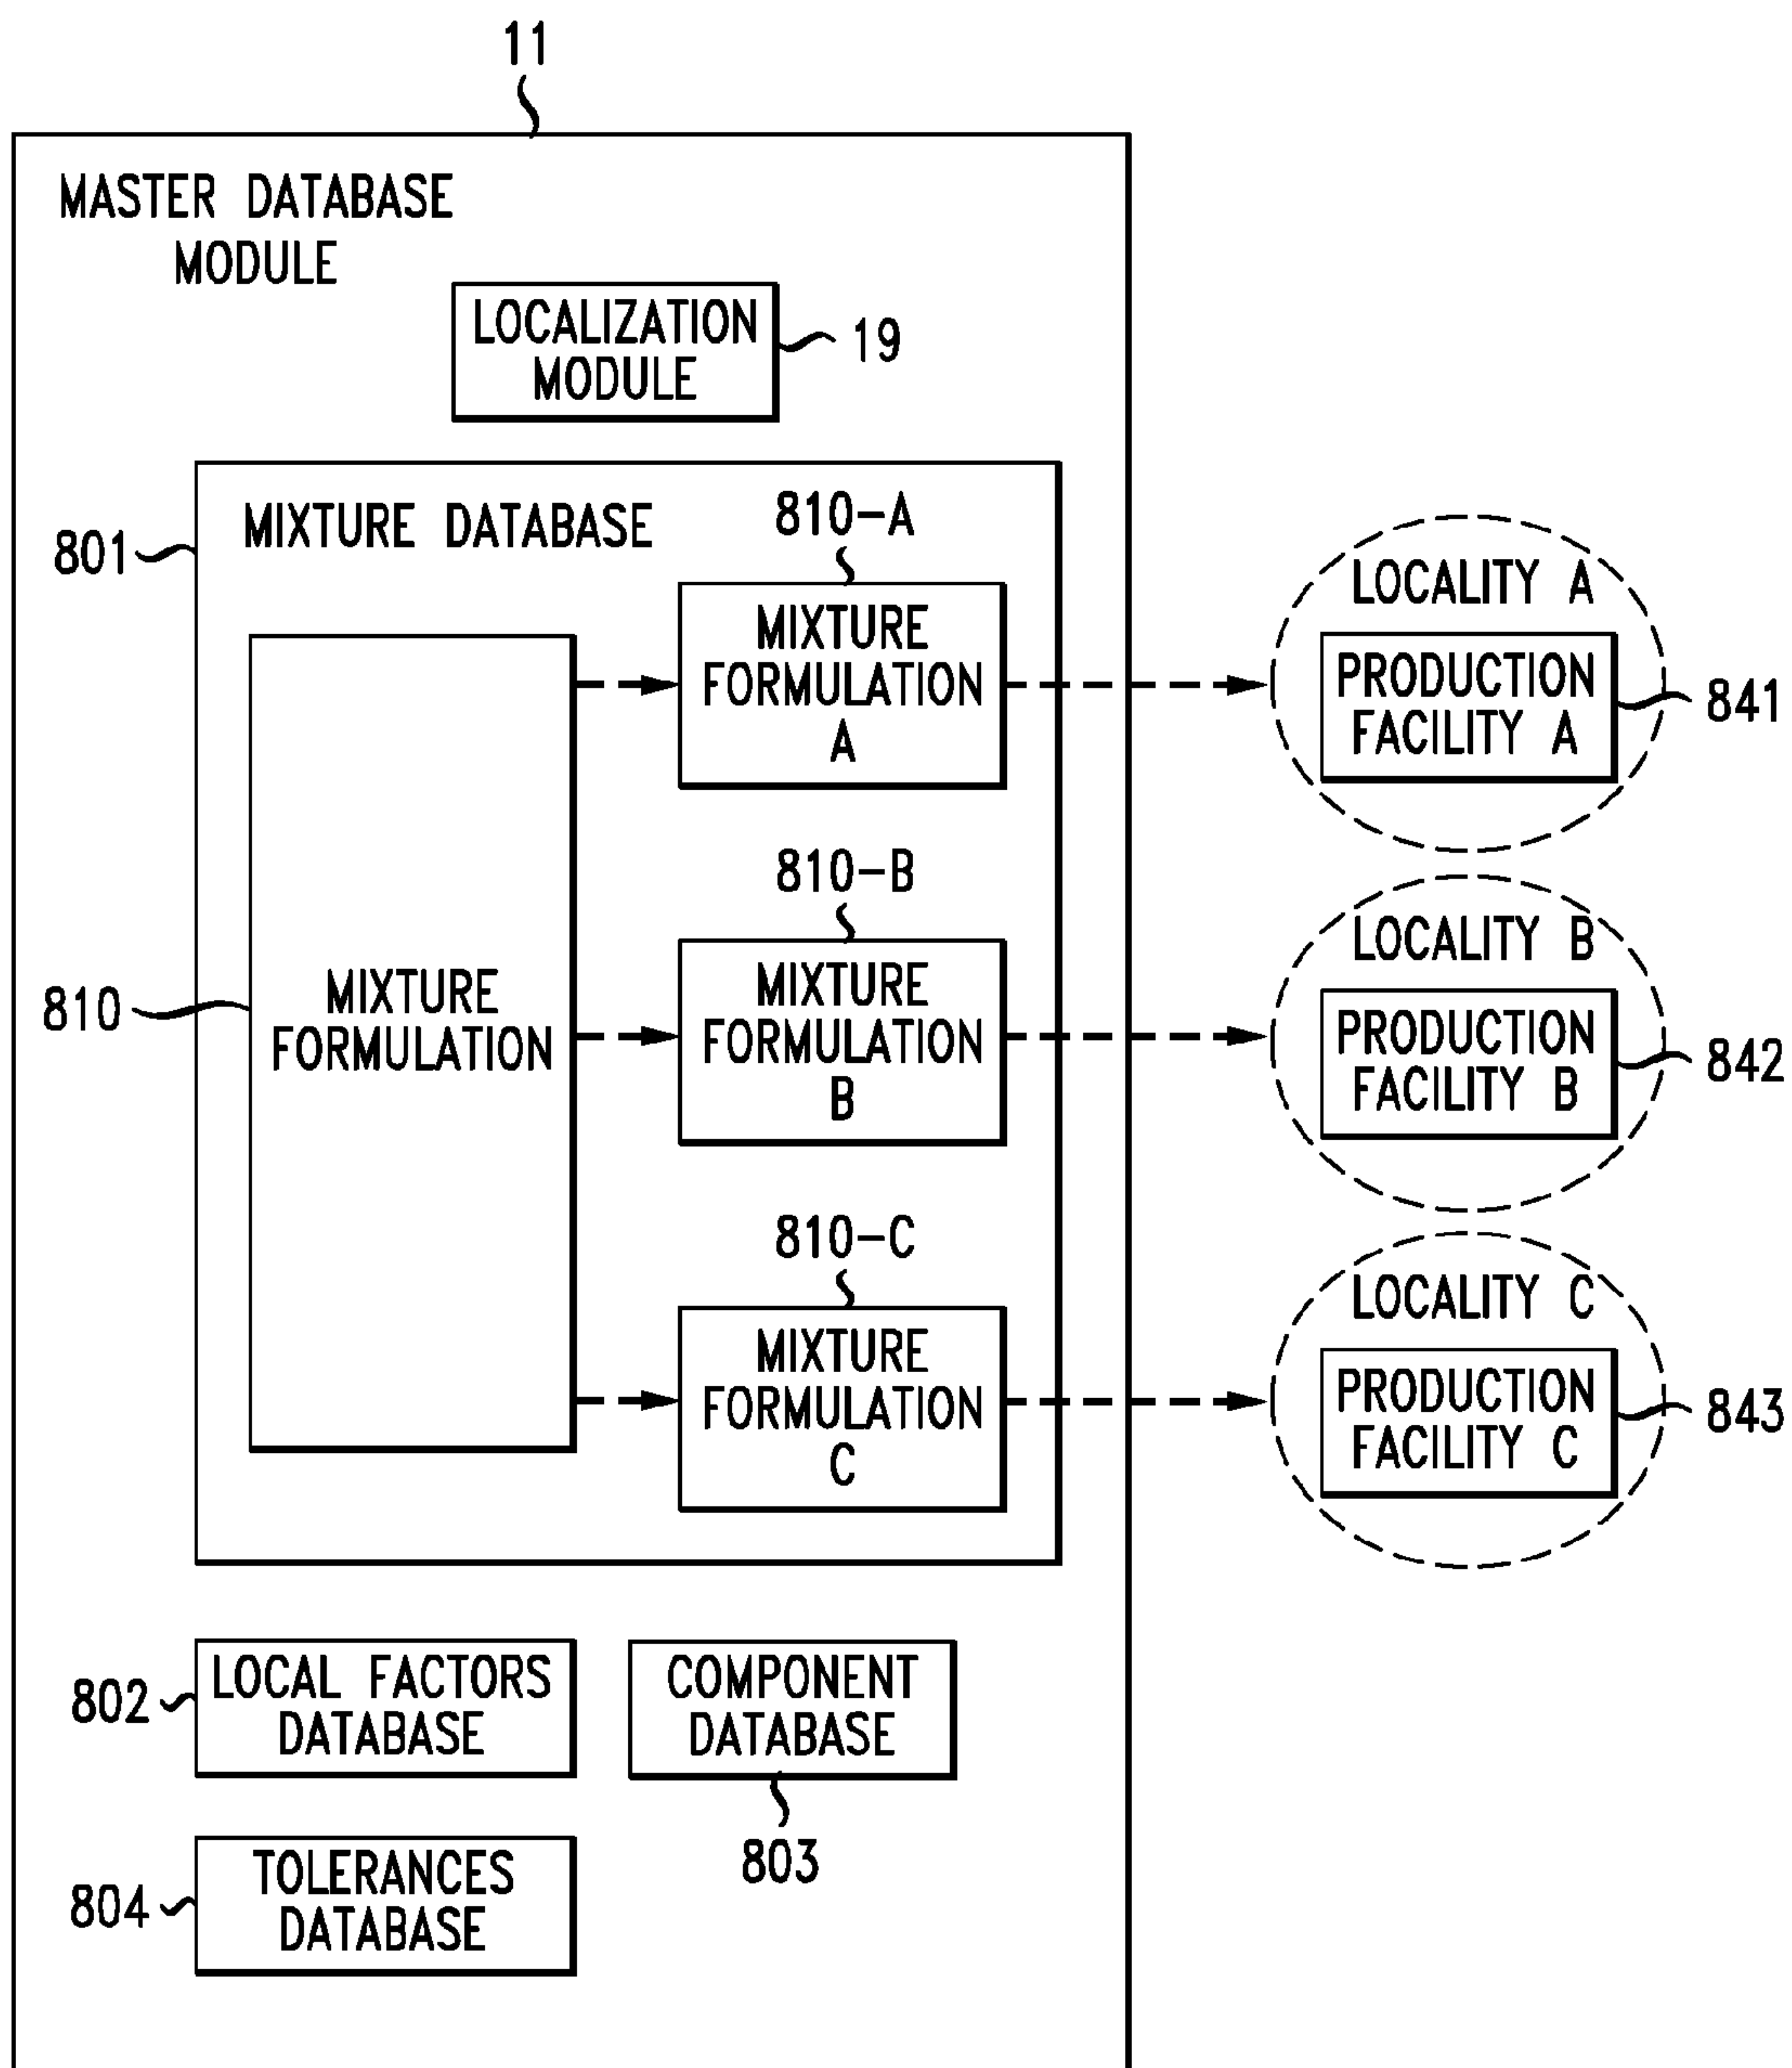 11
MASTER DATABASE
MODULE
LOCALIZATION
MODULE
19
801
MIXTURE DATABASE
810-A
MIXTURE
FORMULATION
A
LOCALITY A
PRODUCTION
FACILITY A
841
810
MIXTURE
FORMULATION
810-B
MIXTURE
FORMULATION
B
LOCALITY B
PRODUCTION
FACILITY B
842
810-C
MIXTURE
FORMULATION
C
LOCALITY C
PRODUCTION
FACILITY C
843
802
LOCAL FACTORS
DATABASE
COMPONENT
DATABASE
803
804
TOLERANCES
DATABASE